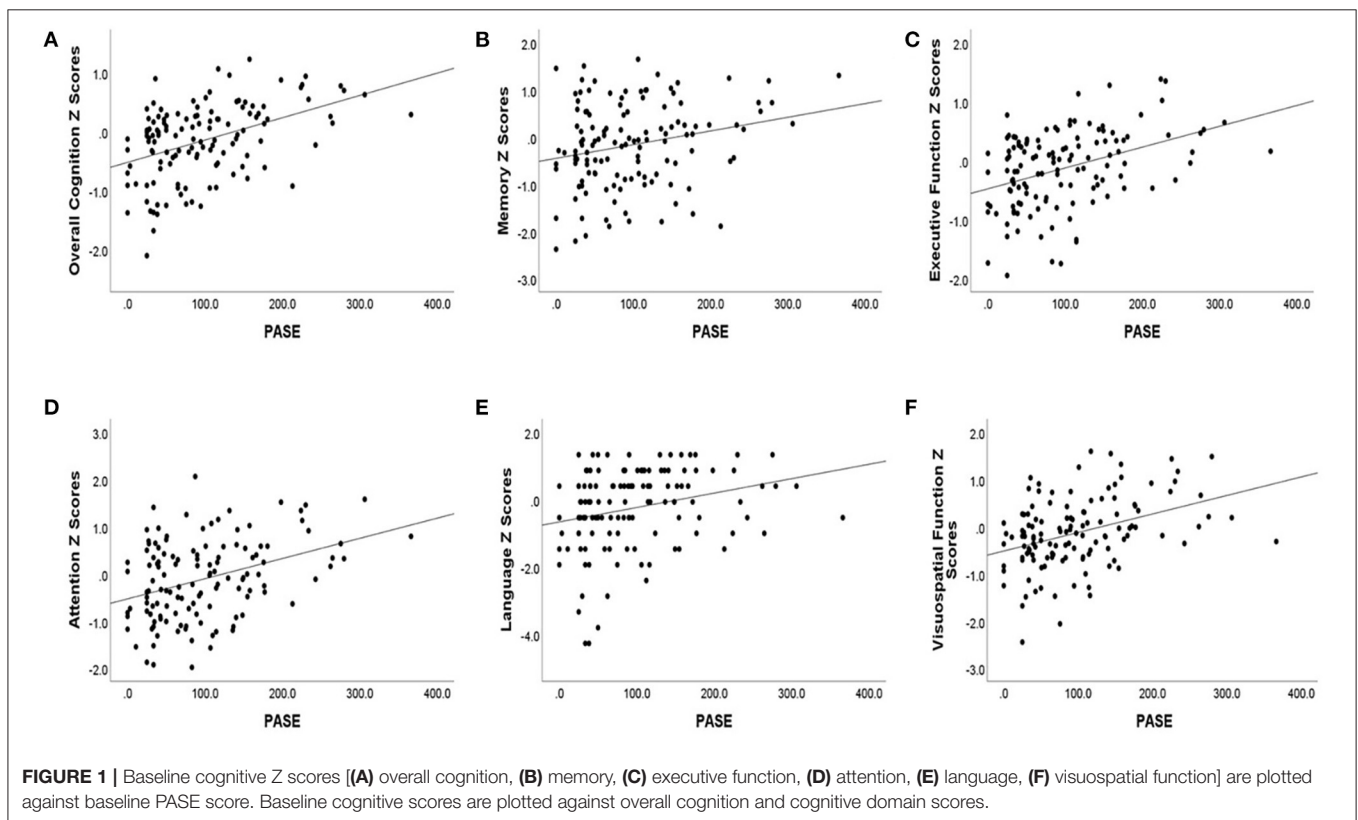 A
Overall Cognition Z Scores
1.0
.0
-1.0
-2.0
.0 100.0 200.0 300.0 400.0
PASE
B
Memory Z Scores
2.0
1.0
.0
-1.0
-2.0
-3.0
.0 100.0 200.0 300.0 400.0
PASE
C
Executive Function Z Scores
2.0
1.0
.0
-1.0
-2.0
.0 100.0 200.0 300.0 400.0
PASE
D
Attention Z Scores
3.0
2.0
1.0
.0
-1.0
-2.0
.0 100.0 200.0 300.0 400.0
PASE
E
Language Z Scores
2.0
.0
-2.0
-4.0
.0 100.0 200.0 300.0 400.0
PASE
F
Visuospatial Function Z
Scores
2.0
1.0
.0
-1.0
-2.0
-3.0
.0 100.0 200.0 300.0 400.0
PASE
FIGURE 1 | Baseline cognitive Z scores [(A) overall cognition, (B) memory, (C) executive function, (D) attention, (E) language, (F) visuospatial function] are plotted
against baseline PASE score. Baseline cognitive scores are plotted against overall cognition and cognitive domain scores.